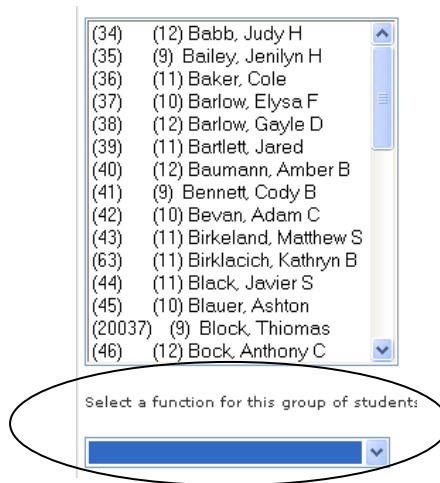 (34) (12) Babb, Judy H
(35) (9) Bailey, Jenilyn H
(36) (11) Baker, Cole
(37) (10) Barlow, Elysa F
(38) (12) Barlow, Gayle D
(39) (11) Bartlett, Jared
(40) (12) Baumann, Amber B
(41) (9) Bennett, Cody B
(42) (10) Bevan, Adam C
(43) (11) Birkeland, Matthew S
(63) (11) Birklacich, Kathryn B
(44) (11) Black, Javier S
(45) (10) Blauer, Ashton
(20037) (9) Block, Thiomas
(46) (12) Bock, Anthony C
Select a function for this group of students